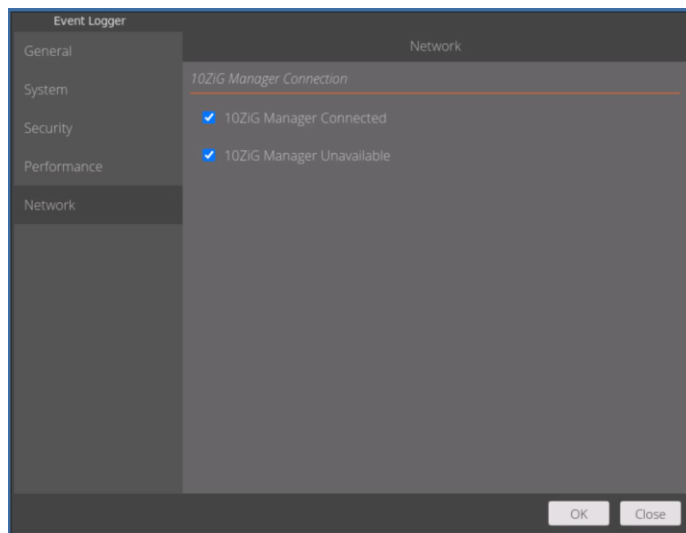 Event Logger
General
System
Security
Performance
Network
Network
10ZiG Manager Connection
10ZiG Manager Connected
10ZiG Manager Unavailable
OK
Close